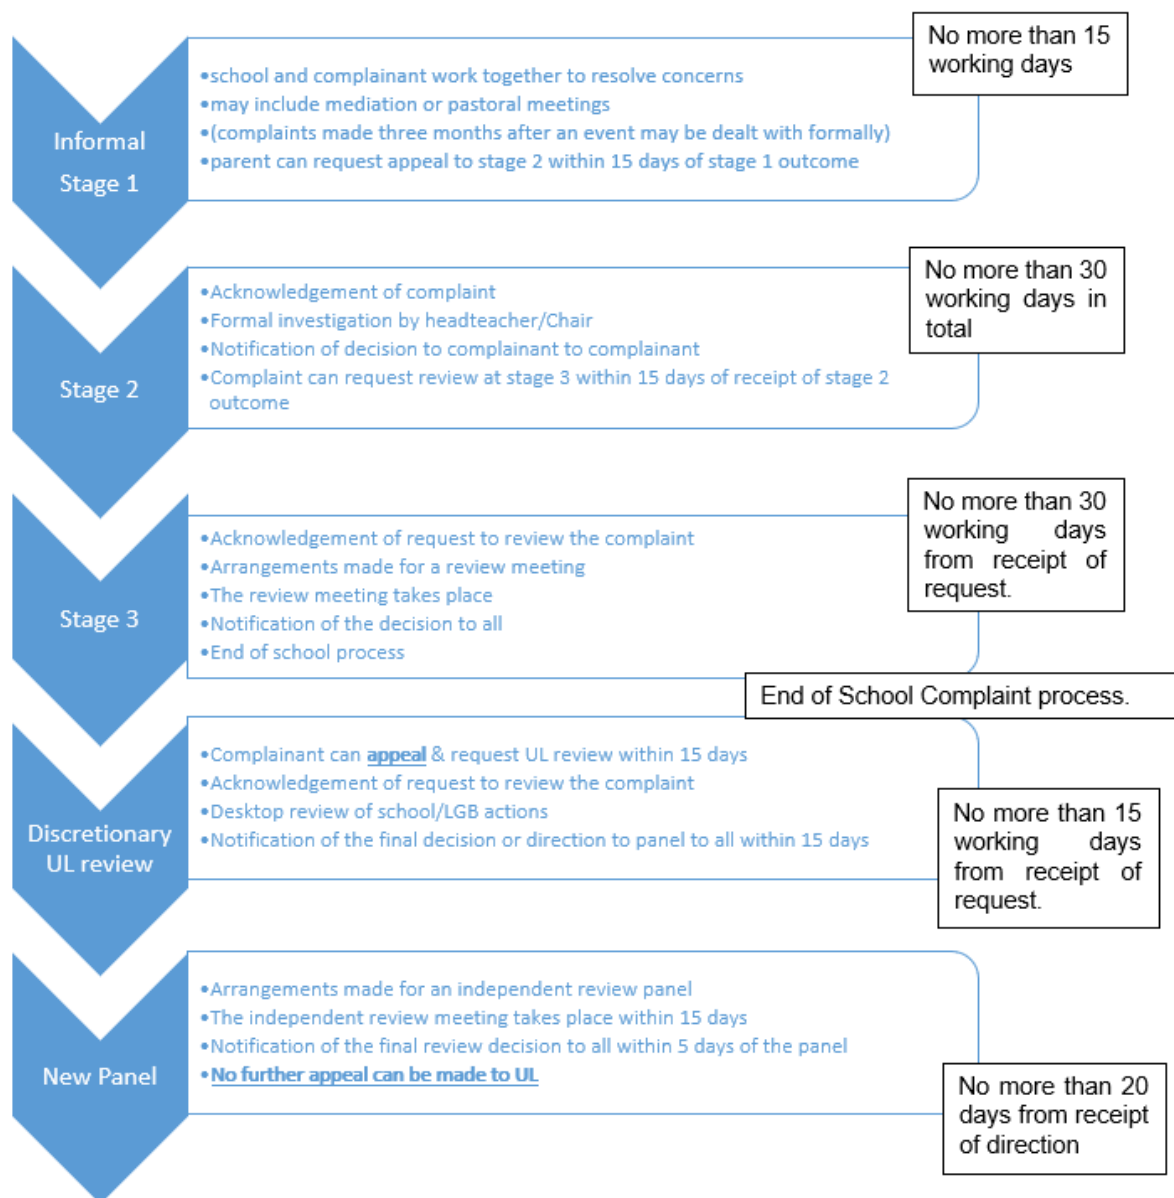 No more than 15
working days
Informal
Stage 1
•school and complainant work together to resolve concerns
•may include mediation or pastoral meetings
•(complaints made three months after an event may be dealt with formally)
•parent can request appeal to stage 2 within 15 days of stage 1 outcome
No more than 30
working days in
total
Stage 2
•Acknowledgement of complaint
•Formal investigation by headteacher/Chair
•Notification of decision to complainant to complainant
•Complaint can request review at stage 3 within 15 days of receipt of stage 2
outcome
No more than 30
working days
from receipt of
request.
Stage 3
•Acknowledgement of request to review the complaint
•Arrangements made for a review meeting
•The review meeting takes place
•Notification of the decision to all
•End of school process
End of School Complaint process.
Discretionary
UL review
•Complainant can appeal & request UL review within 15 days
•Acknowledgement of request to review the complaint
•Desktop review of school/LGB actions
•Notification of the final decision or direction to panel to all within 15 days
No more than 15
working days
from receipt of
request.
New Panel
•Arrangements made for an independent review panel
•The independent review meeting takes place within 15 days
•Notification of the final review decision to all within 5 days of the panel
•No further appeal can be made to UL
No more than 20
days from receipt
of direction